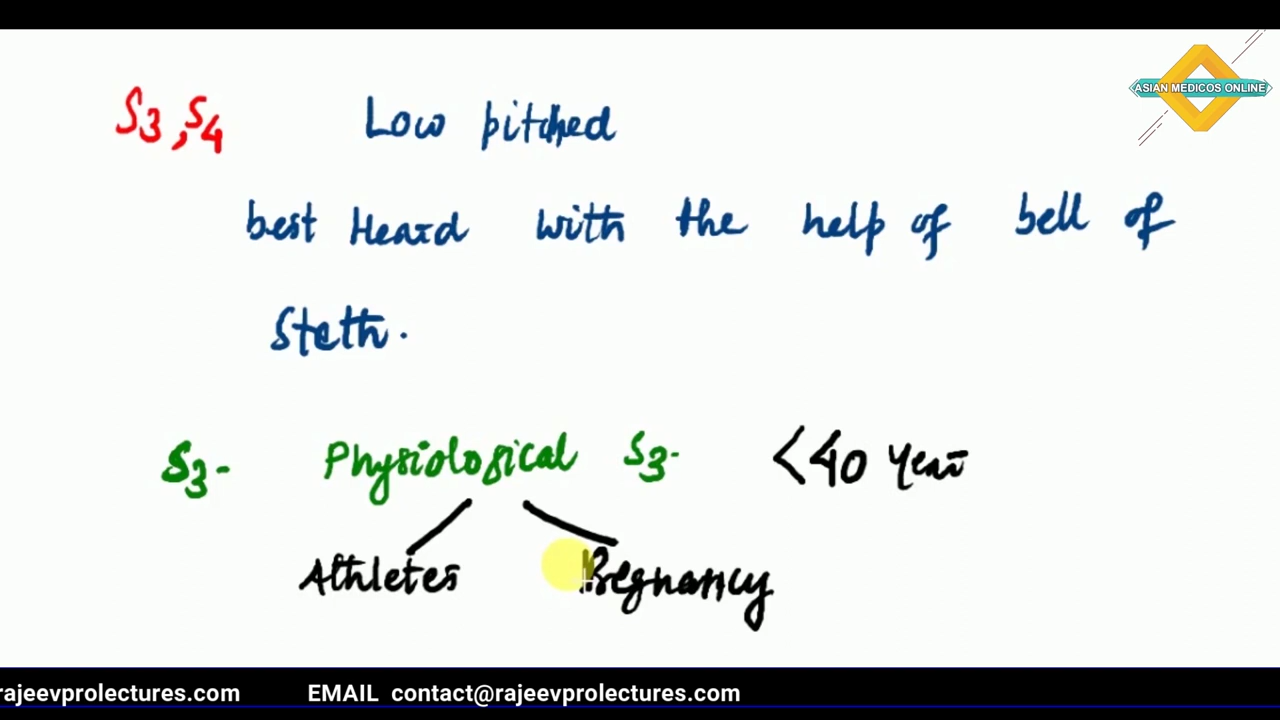 ASIAN MEDICOS ONLINE
S3, S4 Low pitched
best Heard with the help of bell of
Steth.
S3- Physiological S3- <40 Year
Athletes Pregnancy
rajeevprolectures.com EMAIL contact@rajeevprolectures.com